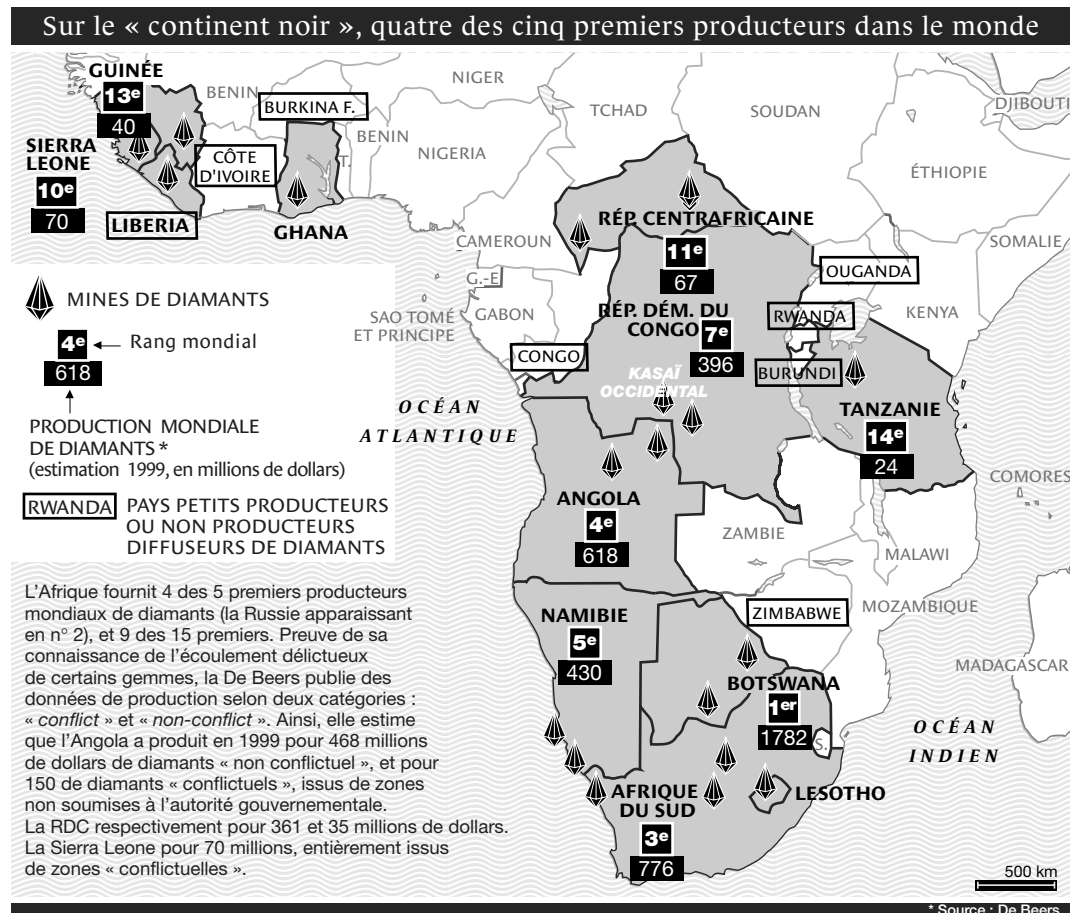 Sur le « continent noir », quatre des cinq premiers producteurs dans le monde
GUINÉE
13e
40
SIERRA
LEONE
10e
70
LIBERIA
BENIN
BURKINA F.
CÔTE
D'IVOIRE
GHANA
T.
BENIN
NIGER
NIGERIA
TCHAD
SOUDAN
DJIBOUTI
ÉTHIOPIE
SOMALIE
CAMEROUN
G.-E
GABON
SAO TOMÉ
ET PRINCIPE
CONGO
RÉP. CENTRAFRICAINE
11e
67
RÉP. DÉM. DU
CONGO
7e
396
KASAÏ
OCCIDENTAL
OUGANDA
RWANDA
BURUNDI
KENYA
TANZANIE
14e
24
COMORES
OCÉAN
ATLANTIQUE
ANGOLA
4e
618
ZAMBIE
MALAWI
MOZAMBIQUE
ZIMBABWE
MADAGASCAR
NAMIBIE
5e
430
BOTSWANA
1er
1782
S.
OCÉAN
INDIEN
AFRIQUE
DU SUD
3e
776
LESOTHO
MINES DE DIAMANTS
4e
Rang mondial
618
PRODUCTION MONDIALE
DE DIAMANTS *
(estimation 1999, en millions de dollars)
RWANDA
PAYS PETITS PRODUCTEURS
OU NON PRODUCTEURS
DIFFUSEURS DE DIAMANTS
L'Afrique fournit 4 des 5 premiers producteurs
mondiaux de diamants (la Russie apparaissant
en n° 2), et 9 des 15 premiers. Preuve de sa
connaissance de l'écoulement délictueux
de certains gemmes, la De Beers publie des
données de production selon deux catégories :
« conflict » et « non-conflict ». Ainsi, elle estime
que l'Angola a produit en 1999 pour 468 millions
de dollars de diamants « non conflictuel », et pour
150 de diamants « conflictuels », issus de zones
non soumises à l'autorité gouvernementale.
La RDC respectivement pour 361 et 35 millions de dollars.
La Sierra Leone pour 70 millions, entièrement issus
de zones « conflictuelles ».
500 km
* Source : De Beers